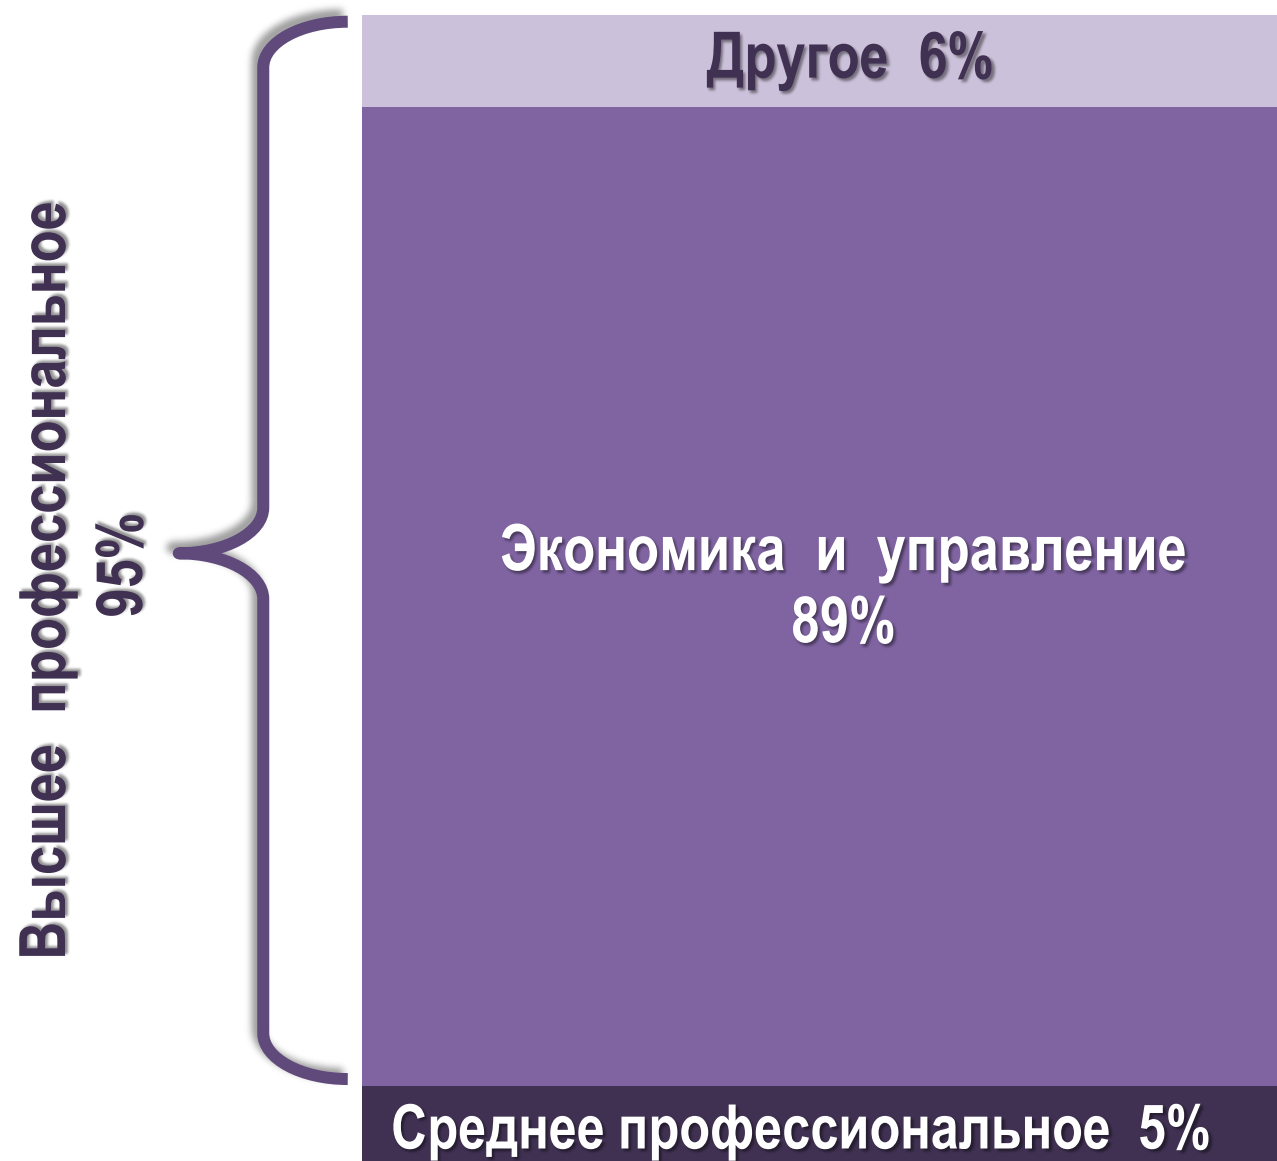 Высшее профессиональное
95%
Другое 6%
Экономика и управление
89%
Среднее профессиональное 5%